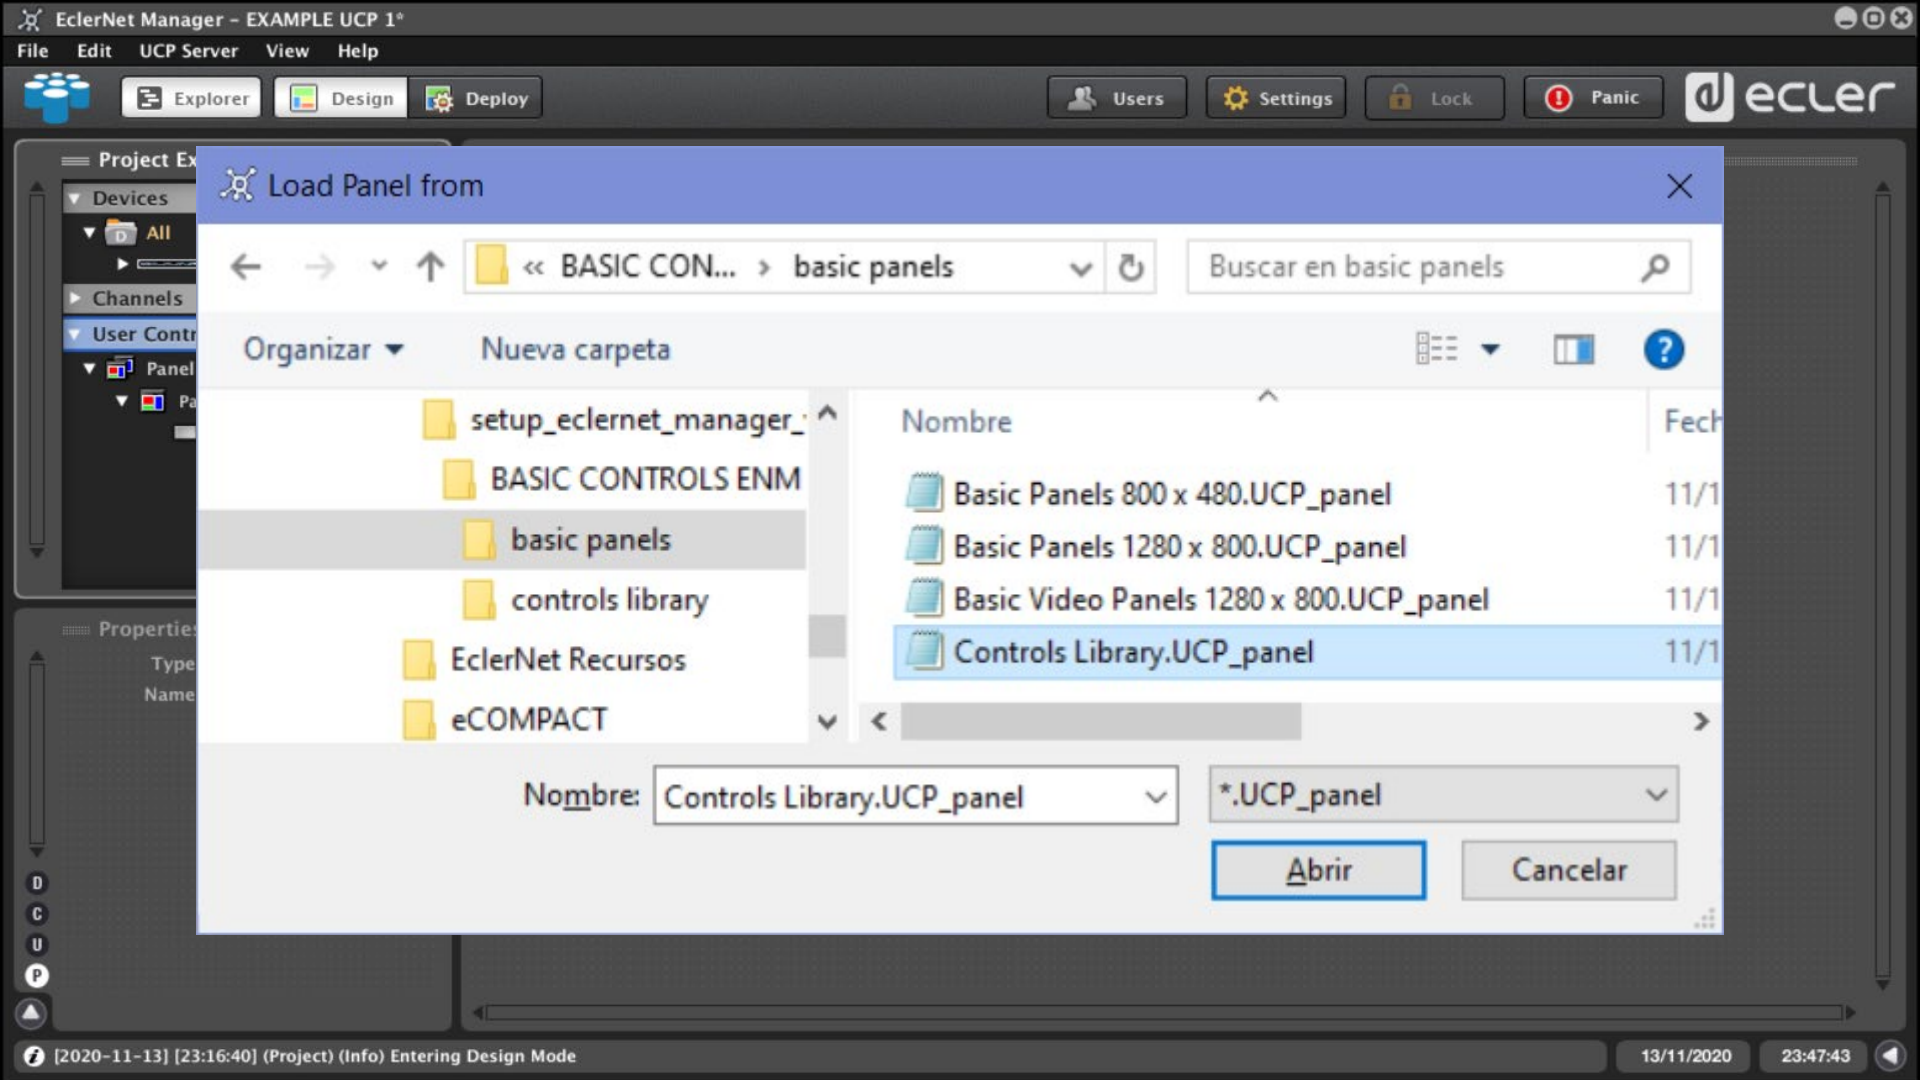 EclerNet Manager - EXAMPLE UCP 1*
File Edit UCP Server View Help
Explorer Design Deploy Users Settings Lock Panic ecler
Project Ex
Devices
D All
Channels
User Contr
Panel
Pa
Properties
Type
Name
D
C
U
P
Load Panel from
« BASIC CON... > basic panels
Buscar en basic panels
Organizar Nueva carpeta
?
setup_eclernet_manager_
BASIC CONTROLS ENM
basic panels
controls library
EclerNet Recursos
eCOMPACT
Nombre Fech
Basic Panels 800 x 480.UCP_panel 11/1
Basic Panels 1280 x 800.UCP_panel 11/1
Basic Video Panels 1280 x 800.UCP_panel 11/1
Controls Library.UCP_panel 11/1
Nombre: Controls Library.UCP_panel *.UCP_panel
Abrir Cancelar
[2020-11-13] [23:16:40] (Project) (Info) Entering Design Mode
13/11/2020 23:47:43